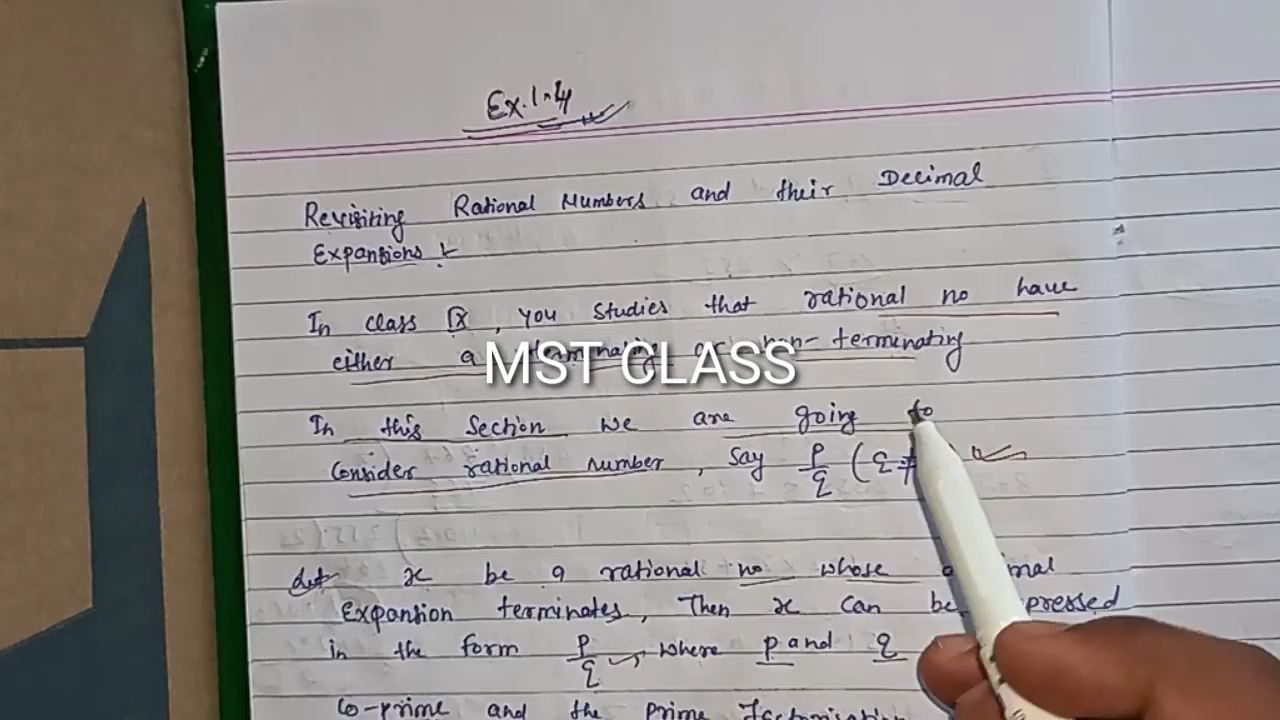 Ex. 1.4
Revisiting Rational Numbers and their Decimal
Expansions :-
In class IX, you studies that rational no have
either a terminating or non-terminating
MST CLASS
In this section we are going to
Consider rational number, say p/q (q≠
Let x be a rational no whose
Expansion terminates, Then x can be
in the form p/q where p and q
Co-prime and the prime factorisation